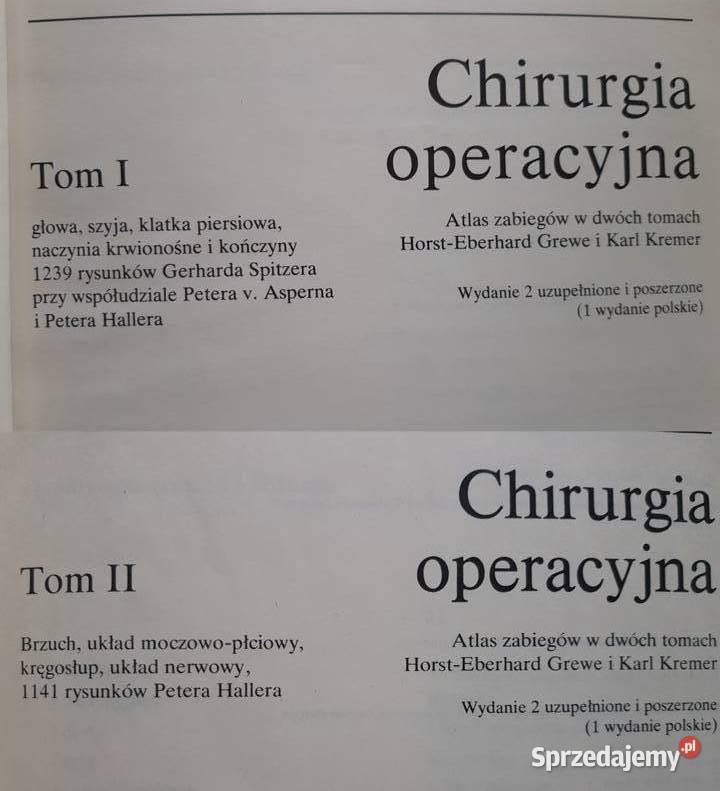 Chirurgia
operacyjna
Tom I
głowa, szyja, klatka piersiowa,
naczynia krwionośne i kończyny
1239 rysunków Gerharda Spitzera
przy współudziale Petera v. Asperna
i Petera Hallera
Atlas zabiegów w dwóch tomach
Horst-Eberhard Grewe i Karl Kremer
Wydanie 2 uzupełnione i poszerzone
(1 wydanie polskie)
Chirurgia
operacyjna
Tom II
Brzuch, układ moczowo-płciowy,
kręgosłup, układ nerwowy,
1141 rysunków Petera Hallera
Atlas zabiegów w dwóch tomach
Horst-Eberhard Grewe i Karl Kremer
Wydanie 2 uzupełnione i poszerzone
(1 wydanie polskie)
Sprzedajemy.pl